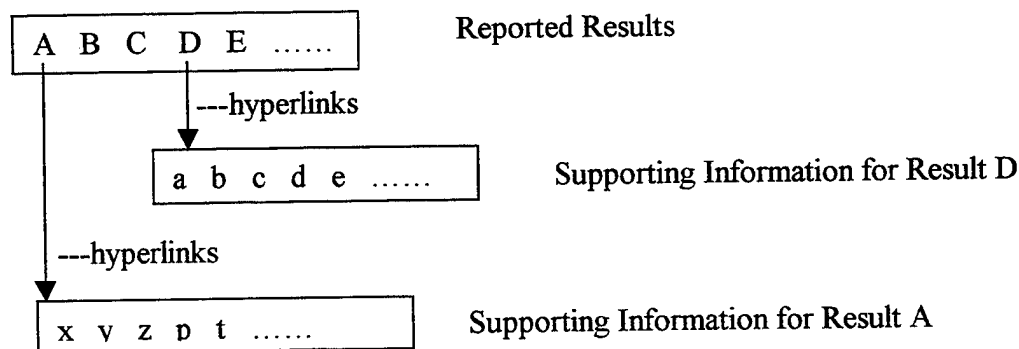 A B C D E ......
Reported Results
---hyperlinks
a b c d e ......
Supporting Information for Result D
---hyperlinks
x y z p t ......
Supporting Information for Result A